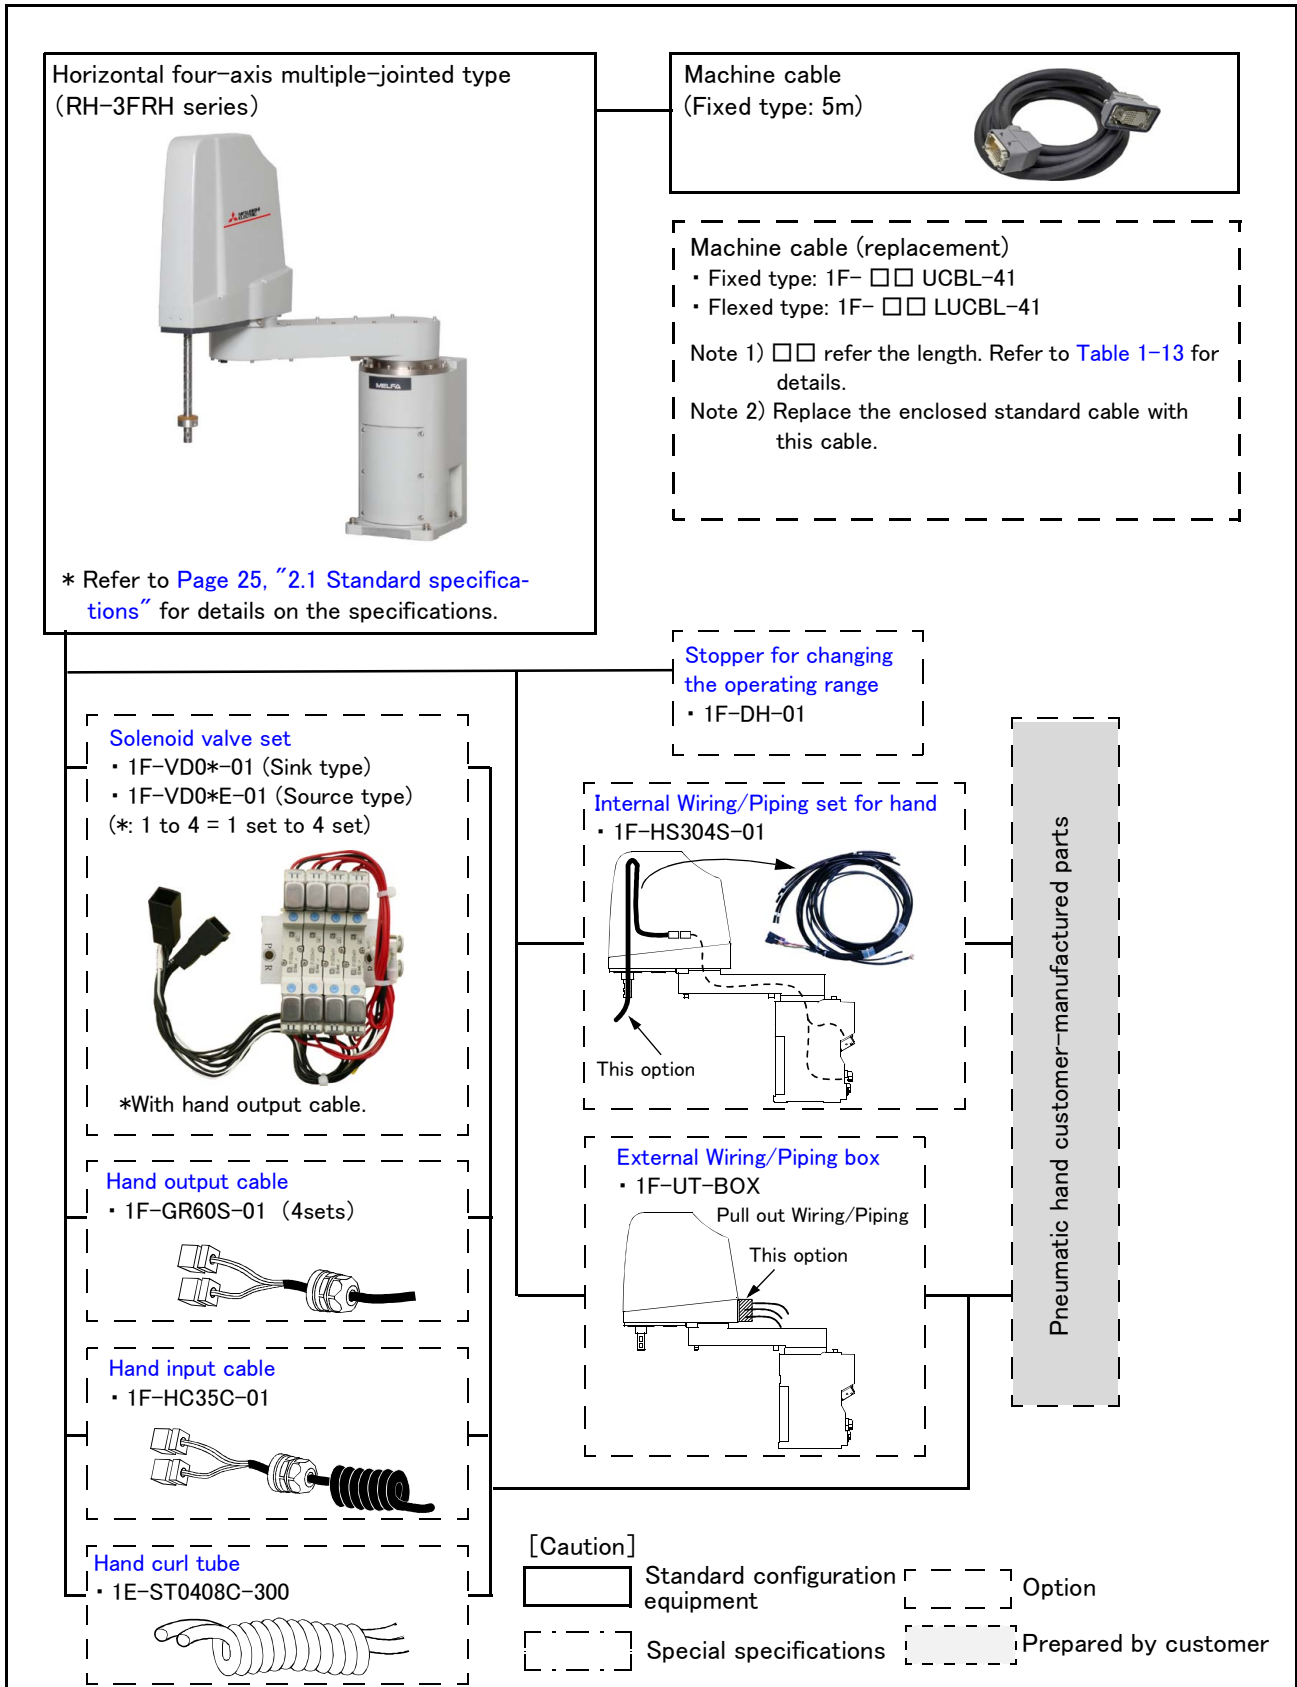 Horizontal four-axis multiple-jointed type
(RH-3FRH series)
MITSUBISHI
ELECTRIC
MELFA
* Refer to Page 25, "2.1 Standard specifica-
tions" for details on the specifications.
Machine cable
(Fixed type: 5m)
Machine cable (replacement)
・Fixed type: 1F- □□ UCBL-41
・Flexed type: 1F- □□ LUCBL-41
Note 1) □□ refer the length. Refer to Table 1-13 for
details.
Note 2) Replace the enclosed standard cable with
this cable.
Stopper for changing
the operating range
・1F-DH-01
Solenoid valve set
・1F-VD0*-01 (Sink type)
・1F-VD0*E-01 (Source type)
(*: 1 to 4 = 1 set to 4 set)
P
R
*With hand output cable.
Internal Wiring/Piping set for hand
・1F-HS304S-01
This option
Hand output cable
・1F-GR60S-01 (4sets)
External Wiring/Piping box
・1F-UT-BOX
Pull out Wiring/Piping
This option
Pneumatic hand customer-manufactured parts
Hand input cable
・1F-HC35C-01
Hand curl tube
・1E-ST0408C-300
[Caution]
Standard configuration
equipment
Option
Special specifications
Prepared by customer